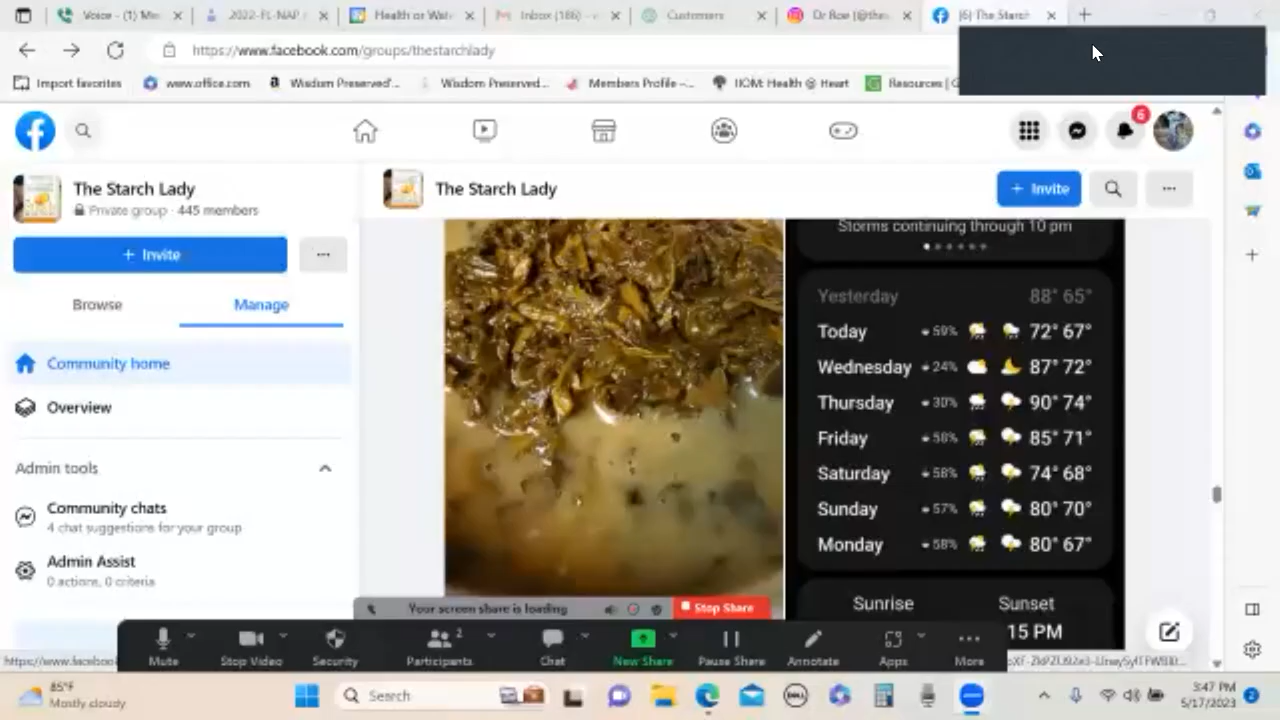 Voice - (1) Me
2022-FL-NAP
Health or Wat
Inbox (186) - v
Customers
Dr Roe (@the
(6) The Starch
https://www.facebook.com/groups/thestarchlady
Import favorites
www.office.com
Wisdom Preserved'...
Wisdom Preserved...
Members Profile –...
IIOM: Health @ Heart
Resources | G
6
The Starch Lady
Private group · 445 members
+ Invite
...
Browse
Manage
Community home
Overview
Admin tools
Community chats
4 chat suggestions for your group
Admin Assist
0 actions, 0 criteria
The Starch Lady
+ Invite
...
Storms continuing through 10 pm
Yesterday 88° 65°
Today 59% 72° 67°
Wednesday 24% 87° 72°
Thursday 30% 90° 74°
Friday 58% 85° 71°
Saturday 58% 74° 68°
Sunday 57% 80° 70°
Monday 58% 80° 67°
Sunrise Sunset
15 PM
Your screen share is loading
Stop Share
2
Mute
Stop Video
Security
Participants
Chat
New Share
Pause Share
Annotate
Apps
More
https://www.faceboo
85°F
Mostly cloudy
Search
DELL
3:47 PM
5/17/2023
2